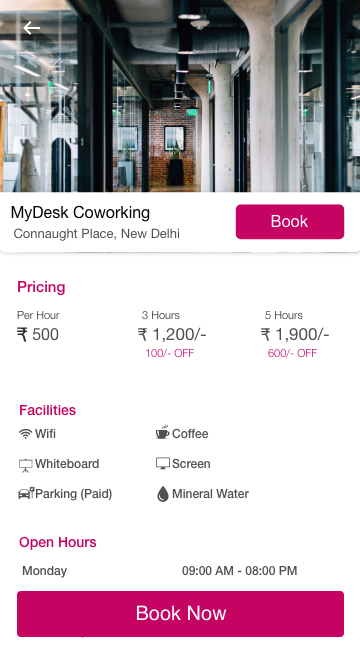 MyDesk Coworking
Book
Connaught Place, New Delhi
Pricing
Per Hour 3 Hours 5 Hours
₹ 500 ₹ 1,200/- ₹ 1,900/-
100/- OFF 600/- OFF
Facilities
Wifi Coffee
Whiteboard Screen
Parking (Paid) Mineral Water
Open Hours
Monday 09:00 AM - 08:00 PM
Book Now